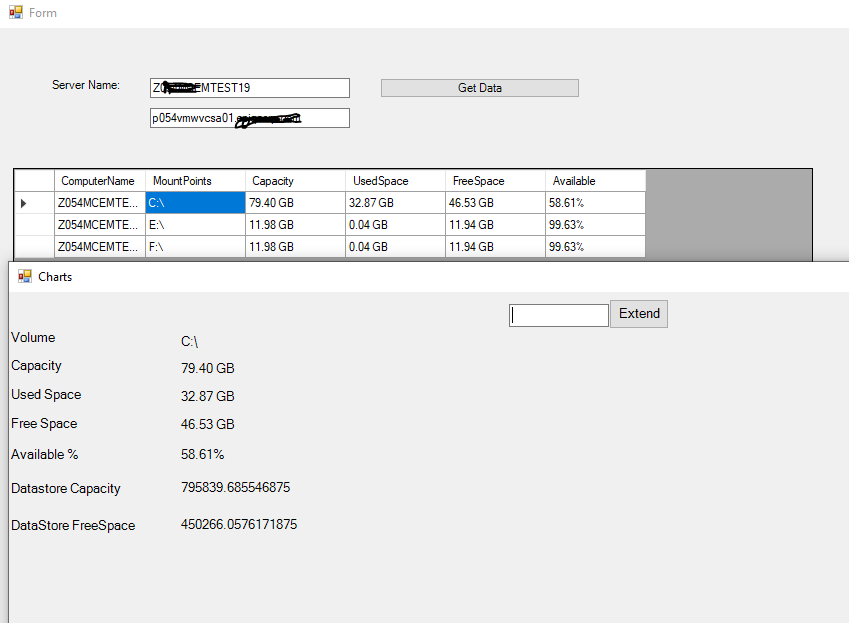 Form
Server Name:
EMTEST19
Get Data
p054vmwvcsa01.
ComputerName MountPoints Capacity UsedSpace FreeSpace Available
Z054MCEMTE... C:\ 79.40 GB 32.87 GB 46.53 GB 58.61%
Z054MCEMTE... E:\ 11.98 GB 0.04 GB 11.94 GB 99.63%
Z054MCEMTE... F:\ 11.98 GB 0.04 GB 11.94 GB 99.63%
Charts
Extend
Volume C:\
Capacity 79.40 GB
Used Space 32.87 GB
Free Space 46.53 GB
Available % 58.61%
Datastore Capacity 795839.685546875
DataStore FreeSpace 450266.0576171875